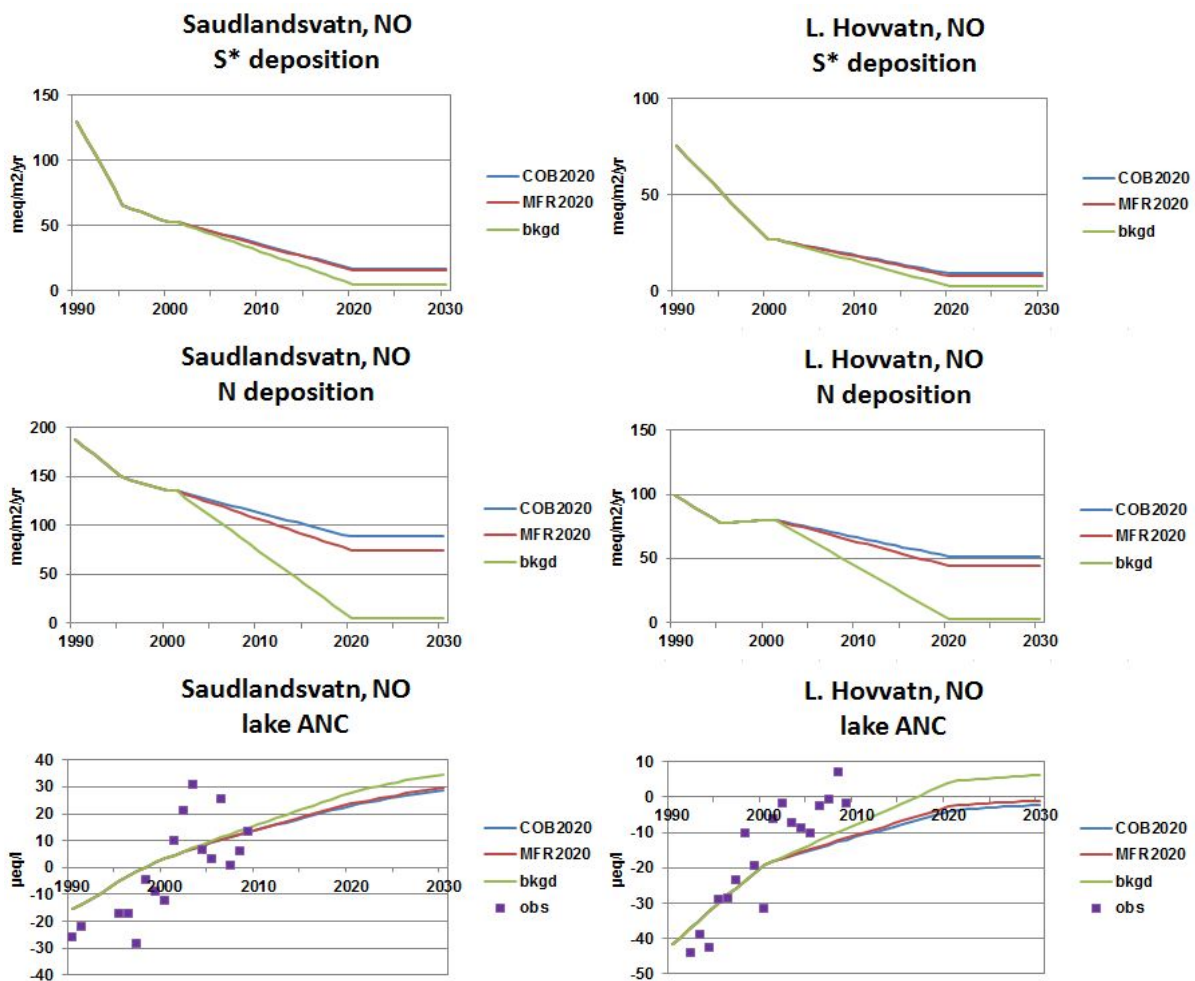 Saudlandsvatn, NO
S* deposition
150
100
50
0
meq/m2/yr
1990 2000 2010 2020 2030
COB2020
MFR2020
bkgd
L. Hovvatn, NO
S* deposition
100
50
0
meq/m2/yr
1990 2000 2010 2020 2030
COB2020
MFR2020
bkgd
Saudlandsvatn, NO
N deposition
200
150
100
50
0
meq/m2/yr
1990 2000 2010 2020 2030
COB2020
MFR2020
bkgd
L. Hovvatn, NO
N deposition
150
100
50
0
meq/m2/yr
1990 2000 2010 2020 2030
COB2020
MFR2020
bkgd
Saudlandsvatn, NO
lake ANC
40
30
20
10
0
-10
-20
-30
-40
µeq/l
1990 2000 2010 2020 2030
COB2020
MFR2020
bkgd
obs
L. Hovvatn, NO
lake ANC
10
0
-10
-20
-30
-40
-50
µeq/l
1990 2000 2010 2020 2030
COB2020
MFR2020
bkgd
obs